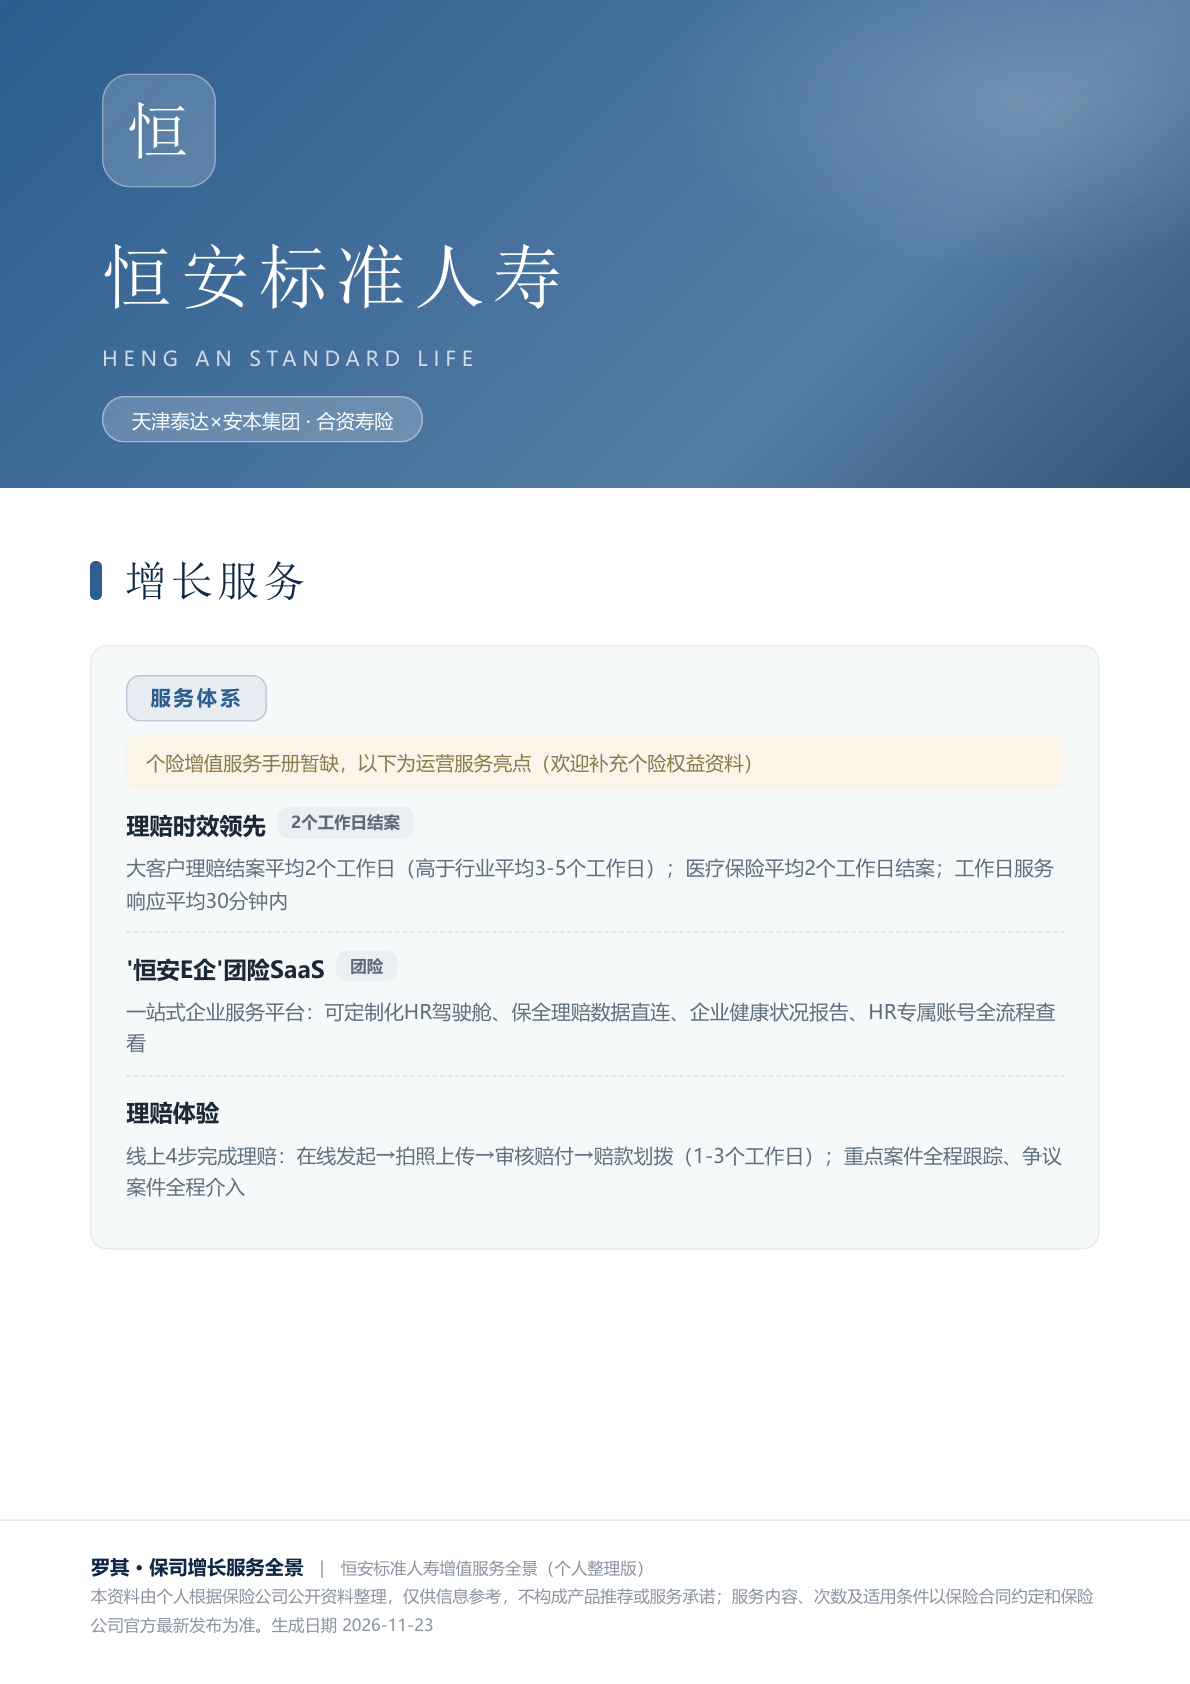 恒
恒安标准人寿
HENG AN STANDARD LIFE
天津泰达×安本集团 · 合资寿险
增长服务
服务体系
个险增值服务手册暂缺，以下为运营服务亮点（欢迎补充个险权益资料）
理赔时效领先 2个工作日结案
大客户理赔结案平均2个工作日（高于行业平均3-5个工作日）；医疗保险平均2个工作日结案；工作日服务
响应平均30分钟内
'恒安E企'团险SaaS 团险
一站式企业服务平台：可定制化HR驾驶舱、保全理赔数据直连、企业健康状况报告、HR专属账号全流程查
看
理赔体验
线上4步完成理赔：在线发起→拍照上传→审核赔付→赔款划拨（1-3个工作日）；重点案件全程跟踪、争议
案件全程介入
罗其 · 保司增长服务全景 | 恒安标准人寿增值服务全景（个人整理版）
本资料由个人根据保险公司公开资料整理，仅供信息参考，不构成产品推荐或服务承诺；服务内容、次数及适用条件以保险合同约定和保险
公司官方最新发布为准。生成日期 2026-11-23